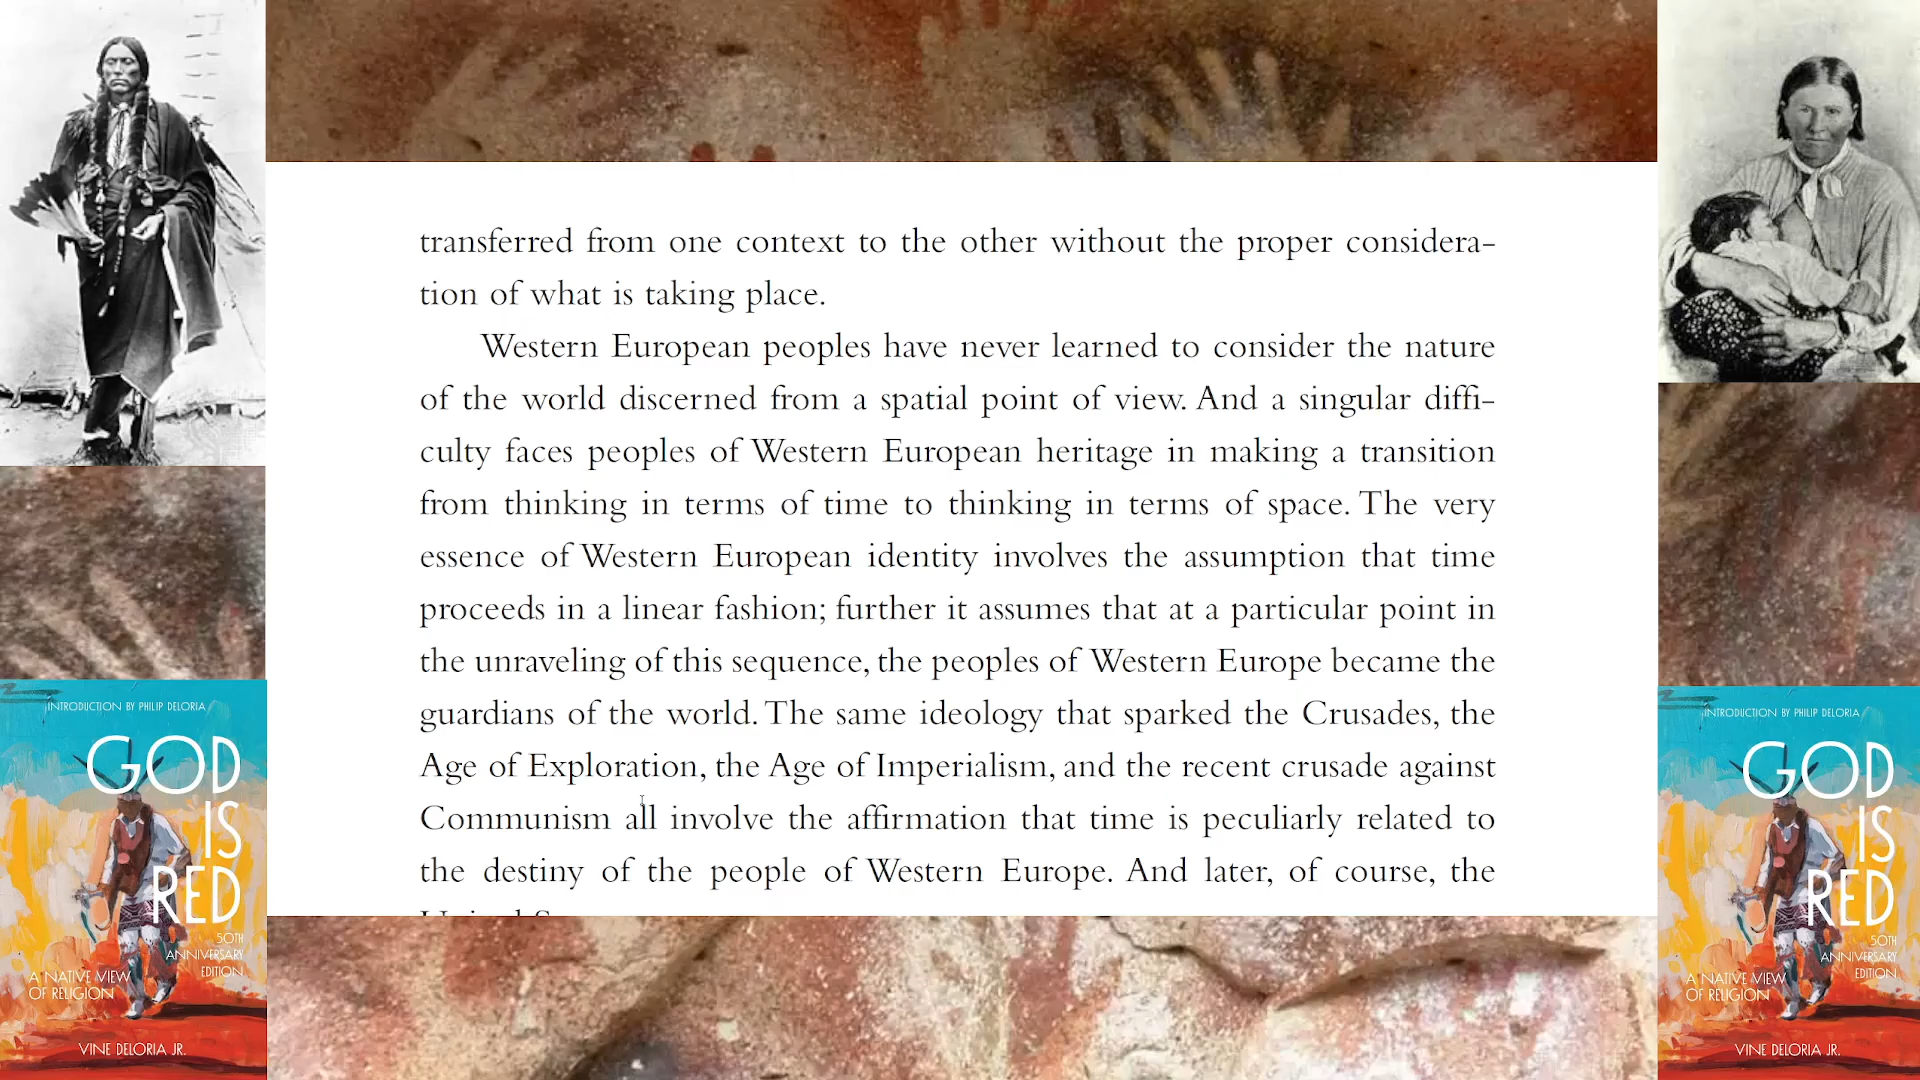 transferred from one context to the other without the proper considera-
tion of what is taking place.
Western European peoples have never learned to consider the nature
of the world discerned from a spatial point of view. And a singular diffi-
culty faces peoples of Western European heritage in making a transition
from thinking in terms of time to thinking in terms of space. The very
essence of Western European identity involves the assumption that time
proceeds in a linear fashion; further it assumes that at a particular point in
the unraveling of this sequence, the peoples of Western Europe became the
guardians of the world. The same ideology that sparked the Crusades, the
Age of Exploration, the Age of Imperialism, and the recent crusade against
Communism all involve the affirmation that time is peculiarly related to
the destiny of the people of Western Europe. And later, of course, the
INTRODUCTION BY PHILIP DELORIA
GOD
IS
RED
50TH
ANNIVERSARY
EDITION
A NATIVE VIEW
OF RELIGION
VINE DELORIA JR.
INTRODUCTION BY PHILIP DELORIA
GOD
IS
RED
50TH
ANNIVERSARY
EDITION
A NATIVE VIEW
OF RELIGION
VINE DELORIA JR.